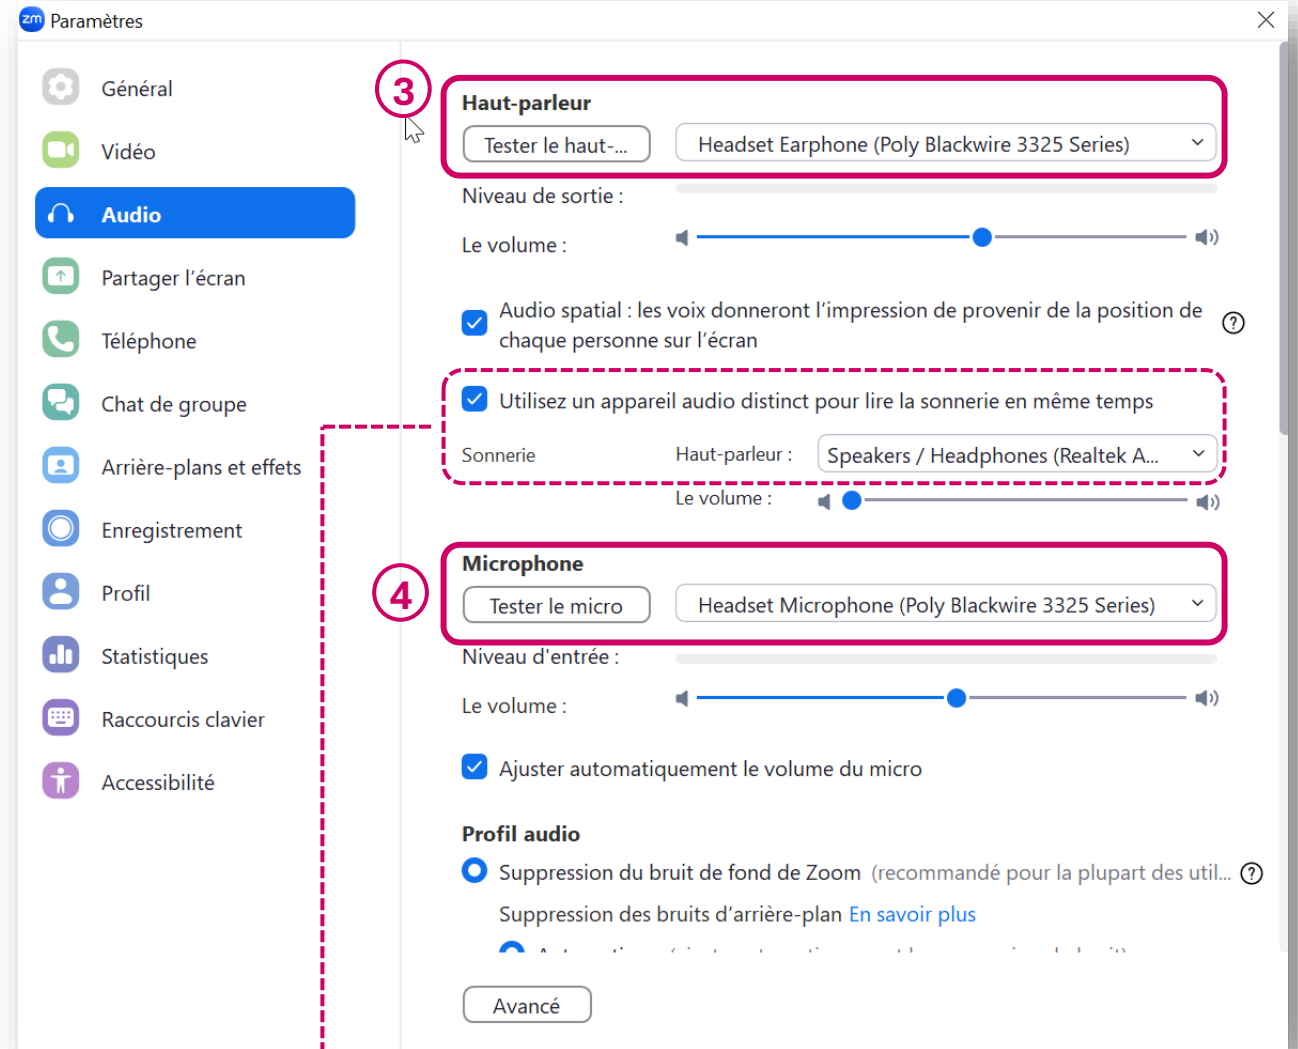 zm Paramètres
Général
Vidéo
Audio
Partager l’écran
Téléphone
Chat de groupe
Arrière-plans et effets
Enregistrement
Profil
Statistiques
Raccourcis clavier
Accessibilité
3
Haut-parleur
Tester le haut-...
Headset Earphone (Poly Blackwire 3325 Series)
Niveau de sortie :
Le volume :
Audio spatial : les voix donneront l’impression de provenir de la position de
chaque personne sur l’écran
Utilisez un appareil audio distinct pour lire la sonnerie en même temps
Sonnerie
Haut-parleur :
Speakers / Headphones (Realtek A...
Le volume :
4
Microphone
Tester le micro
Headset Microphone (Poly Blackwire 3325 Series)
Niveau d'entrée :
Le volume :
Ajuster automatiquement le volume du micro
Profil audio
Suppression du bruit de fond de Zoom (recommandé pour la plupart des util...
Suppression des bruits d’arrière-plan En savoir plus
Avancé